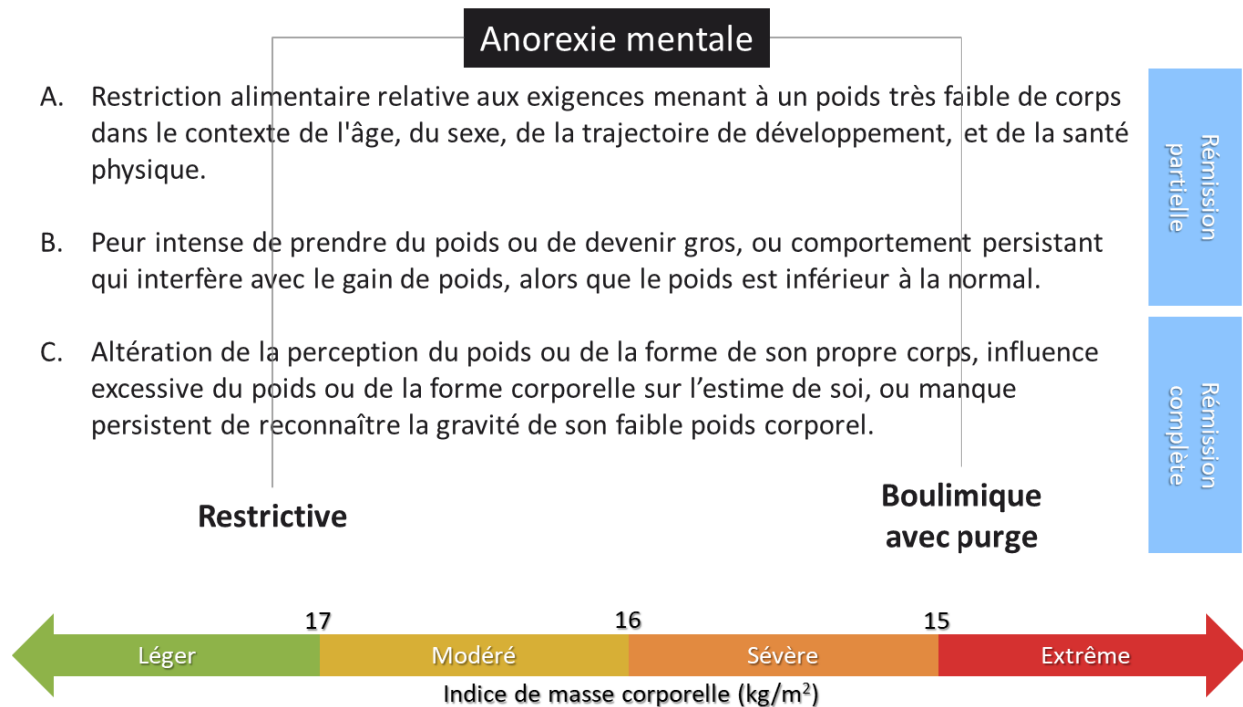 Anorexie mentale
A. Restriction alimentaire relative aux exigences menant à un poids très faible de corps
dans le contexte de l'âge, du sexe, de la trajectoire de développement, et de la santé
physique.
B. Peur intense de prendre du poids ou de devenir gros, ou comportement persistant
qui interfère avec le gain de poids, alors que le poids est inférieur à la normal.
C. Altération de la perception du poids ou de la forme de son propre corps, influence
excessive du poids ou de la forme corporelle sur l’estime de soi, ou manque
persistent de reconnaître la gravité de son faible poids corporel.
Rémission
partielle
Rémission
complète
Restrictive
Boulimique
avec purge
17 16 15
Léger Modéré Sévère Extrême
Indice de masse corporelle (kg/m²)